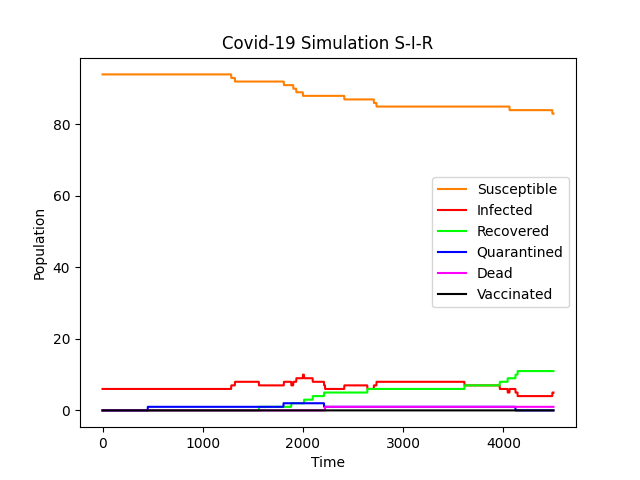 Covid-19 Simulation S-I-R
80
60
40
20
0
Population
Susceptible
Infected
Recovered
Quarantined
Dead
Vaccinated
0 1000 2000 3000 4000
Time